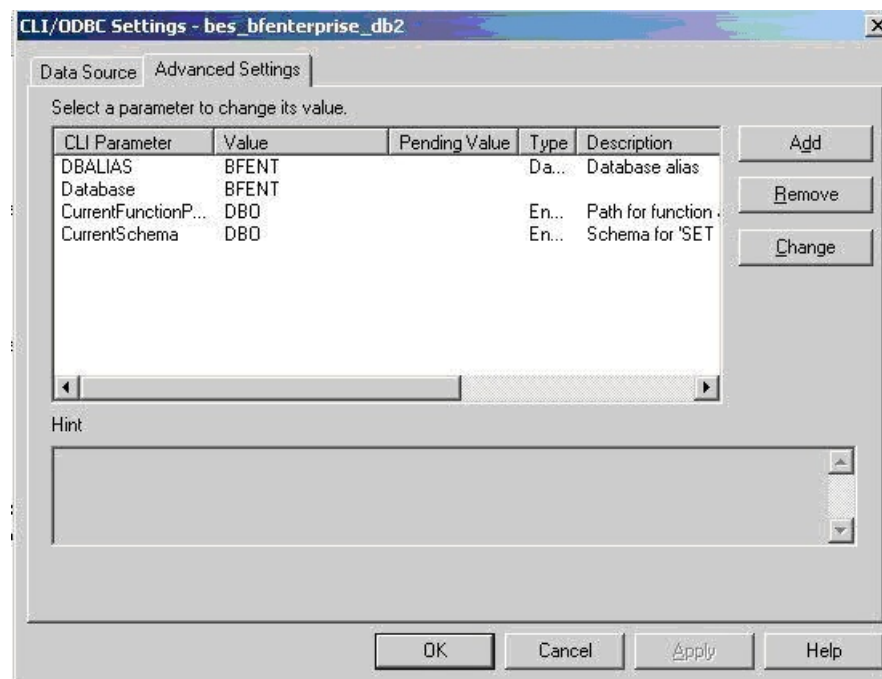 CLI/ODBC Settings - bes_bfenterprise_db2
Data Source Advanced Settings
Select a parameter to change its value.
CLI Parameter Value Pending Value Type Description
DBALIAS BFENT Da... Database alias
Database BFENT
CurrentFunctionP... DBO En... Path for function
CurrentSchema DBO En... Schema for 'SET
Add
Remove
Change
Hint
OK Cancel Apply Help